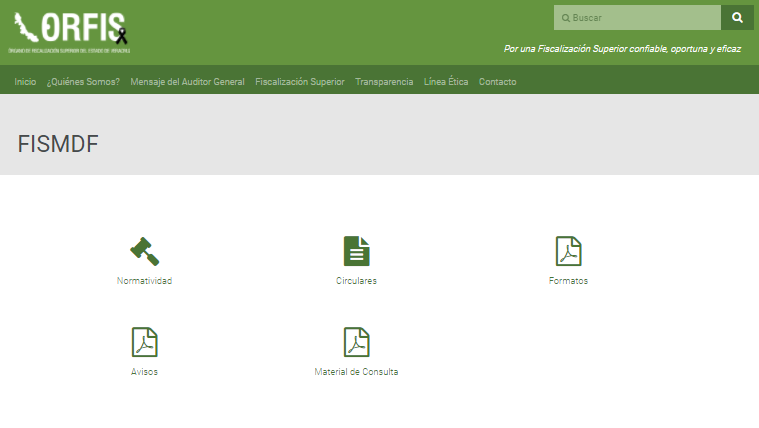 ORFIS
ÓRGANO DE FISCALIZACIÓN SUPERIOR DEL ESTADO DE VERACRUZ
Buscar
Por una Fiscalización Superior confiable, oportuna y eficaz
Inicio ¿Quiénes Somos? Mensaje del Auditor General Fiscalización Superior Transparencia Línea Ética Contacto
FISMDF
Normatividad Circulares Formatos
Avisos Material de Consulta